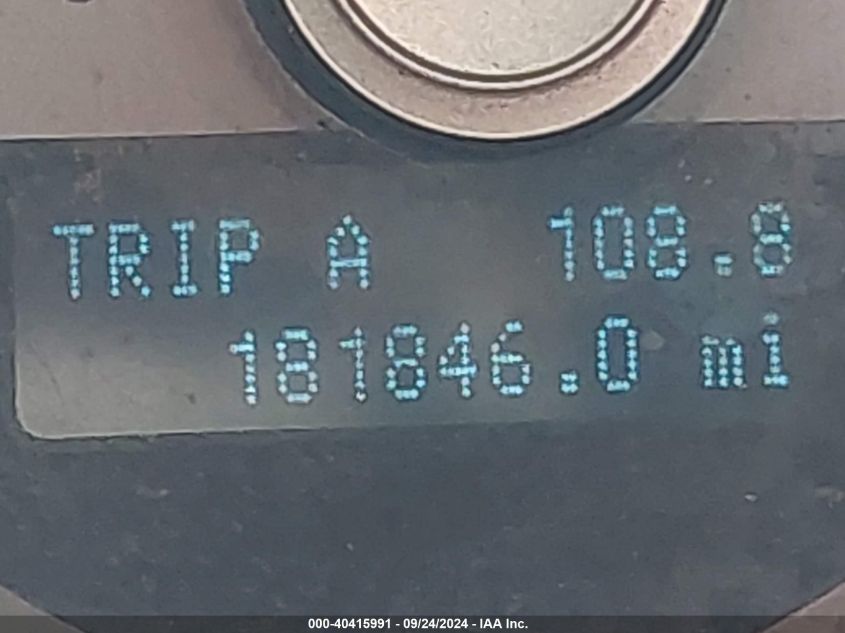 TRIP A 108.8
181846.0 mi
000-40415991 - 09/24/2024 - IAA Inc.